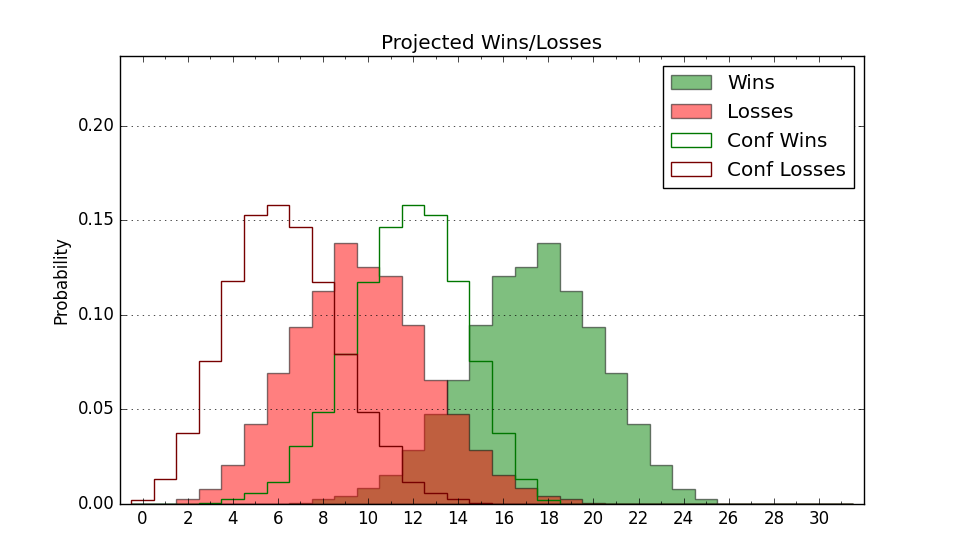 Projected Wins/Losses
Wins
Losses
Conf Wins
Conf Losses
Probability
0.20
0.15
0.10
0.05
0.00
0 2 4 6 8 10 12 14 16 18 20 22 24 26 28 30